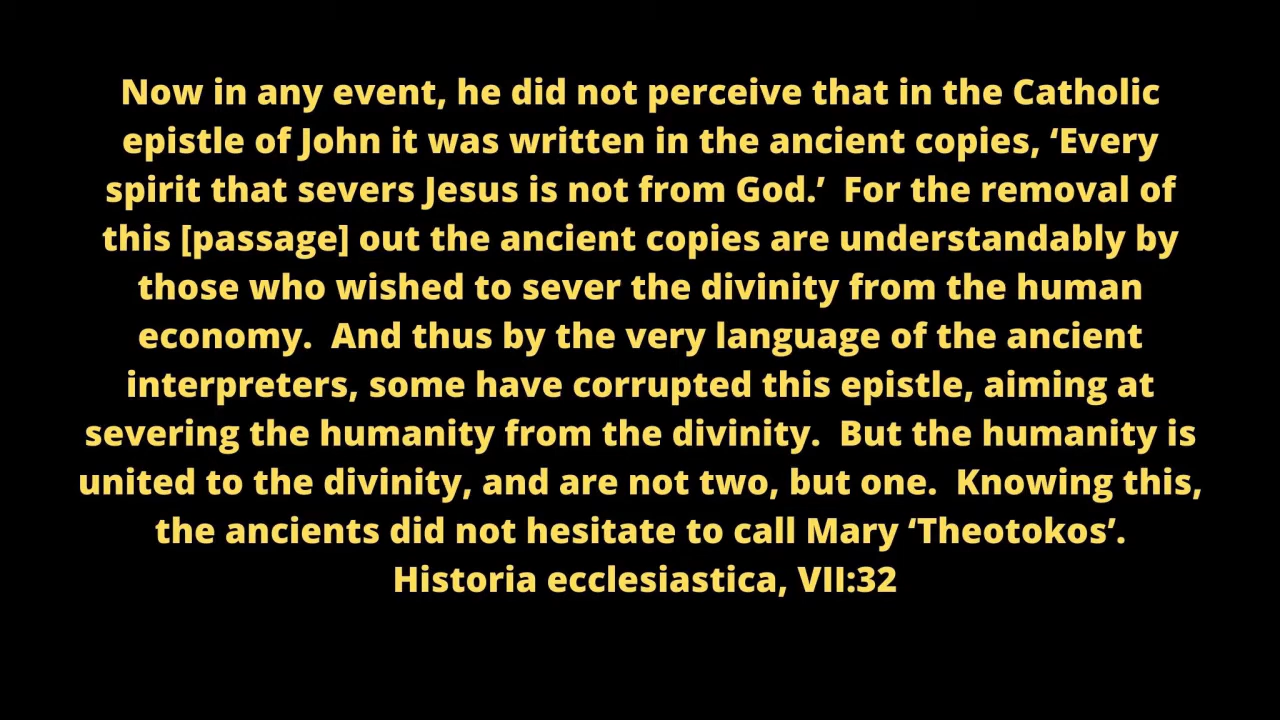 Now in any event, he did not perceive that in the Catholic
epistle of John it was written in the ancient copies, ‘Every
spirit that severs Jesus is not from God.’  For the removal of
this [passage] out the ancient copies are understandably by
those who wished to sever the divinity from the human
economy.  And thus by the very language of the ancient
interpreters, some have corrupted this epistle, aiming at
severing the humanity from the divinity.  But the humanity is
united to the divinity, and are not two, but one.  Knowing this,
the ancients did not hesitate to call Mary ‘Theotokos’.
Historia ecclesiastica, VII:32